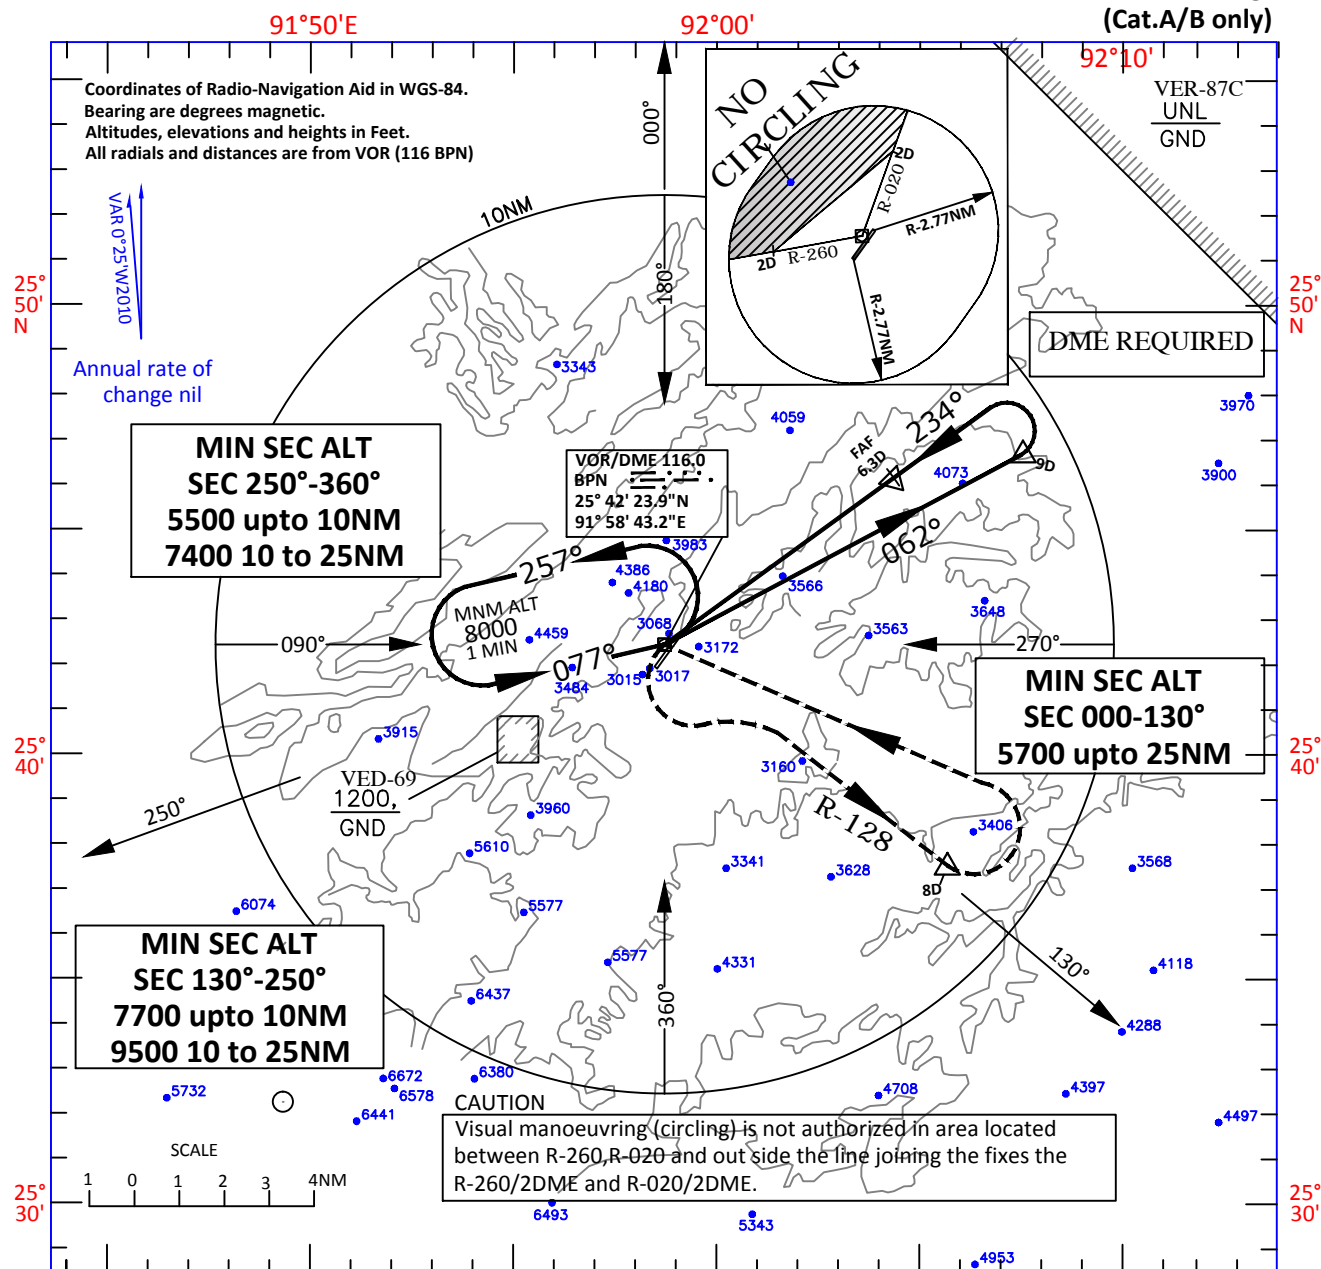 (Cat.A/B only)
91°50'E
92°00'
92°10'
Coordinates of Radio-Navigation Aid in WGS-84.
Bearing are degrees magnetic.
Altitudes, elevations and heights in Feet.
All radials and distances are from VOR (116 BPN)
VAR 0°25'W2010
Annual rate of
change nil
000°
180°
10NM
NO
CIRCLING
2D
R-020
R-2.77NM
2D
R-260
R-2.77NM
VER-87C
UNL
GND
25°
50'
N
25°
50'
N
DME REQUIRED
3343
4059
3970
3900
MIN SEC ALT
SEC 250°-360°
5500 upto 10NM
7400 10 to 25NM
VOR/DME 116.0
BPN
25° 42' 23.9"N
91° 58' 43.2"E
234°
FAF
6.3D
4073
9D
062°
3983
257°
4386
4180
3566
3648
MNM ALT
8000
1 MIN
4459
3068
3172
3563
090°
270°
077°
3484
3015
3017
MIN SEC ALT
SEC 000-130°
5700 upto 25NM
3915
25°
40'
25°
40'
3160
VED-69
1200,
GND
250°
3960
R-128
3406
5610
3341
3628
3568
8D
6074
5577
5577
4331
130°
4118
MIN SEC ALT
SEC 130°-250°
7700 upto 10NM
9500 10 to 25NM
6437
360°
4288
6672
6578
6380
5732
6441
4708
4397
4497
CAUTION
Visual manoeuvring (circling) is not authorized in area located
between R-260,R-020 and out side the line joining the fixes the
R-260/2DME and R-020/2DME.
SCALE
1 0 1 2 3 4NM
25°
30'
25°
30'
6493
5343
4953